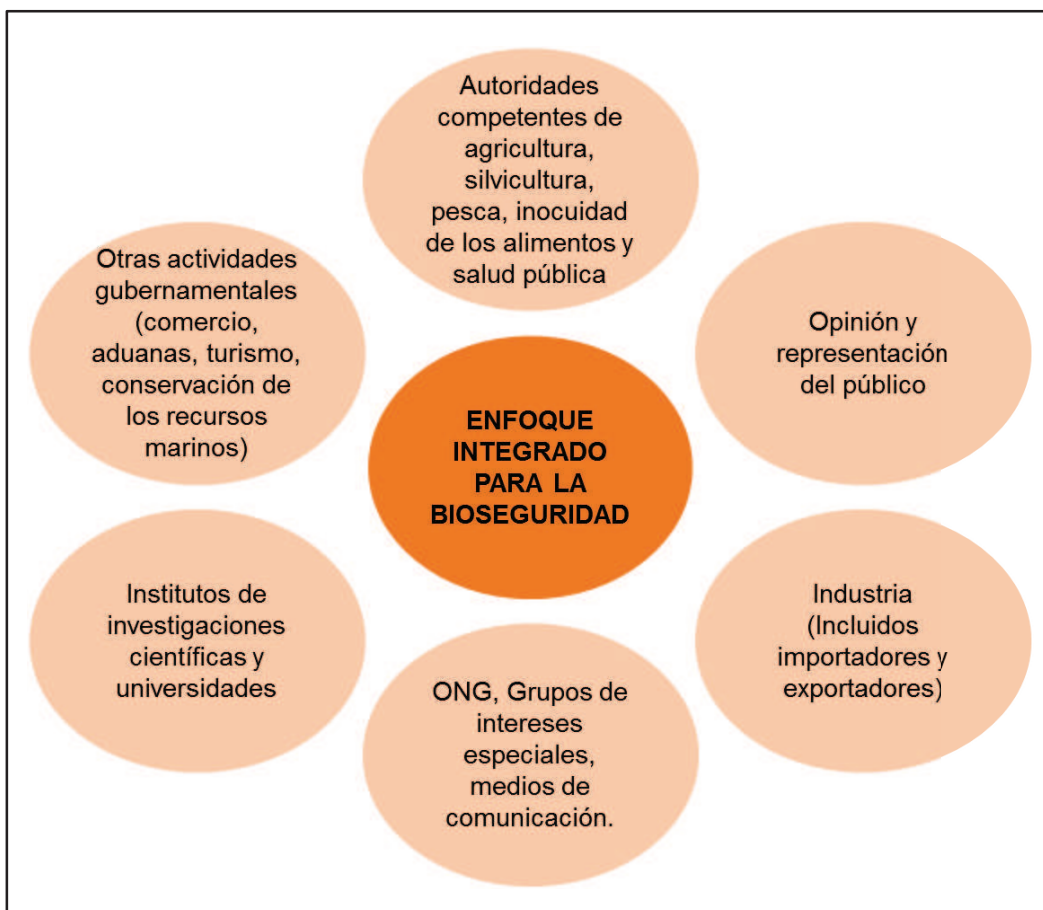 Autoridades
competentes de
agricultura,
silvicultura,
pesca, inocuidad
de los alimentos y
salud pública
Otras actividades
gubernamentales
(comercio,
aduanas, turismo,
conservación de
los recursos
marinos)
Opinión y
representación
del público
ENFOQUE
INTEGRADO
PARA LA
BIOSEGURIDAD
Institutos de
investigaciones
científicas y
universidades
Industria
(Incluidos
importadores y
exportadores)
ONG, Grupos de
intereses
especiales,
medios de
comunicación.